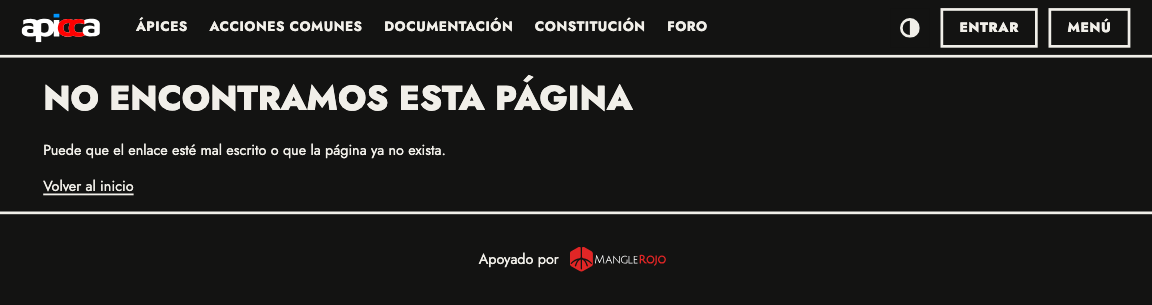 apicca ÁPICES ACCIONES COMUNES DOCUMENTACIÓN CONSTITUCIÓN FORO ENTRAR MENÚ
NO ENCONTRAMOS ESTA PÁGINA
Puede que el enlace esté mal escrito o que la página ya no exista.
Volver al inicio
Apoyado por MANGLEROJO